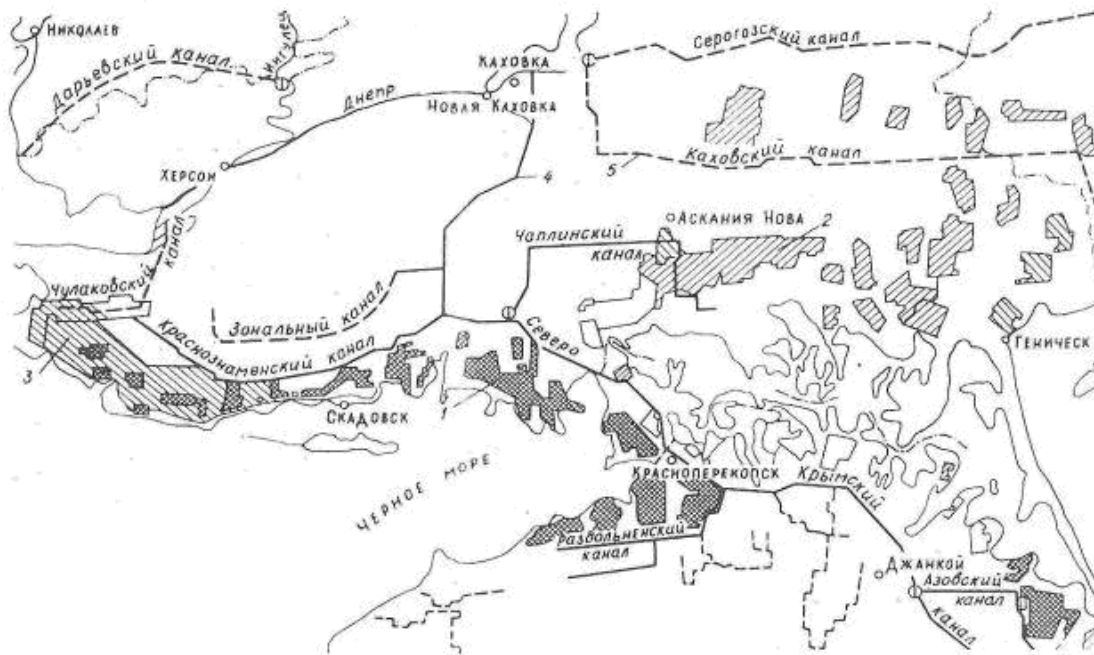 Николаев
Дарьевский канал
Ингулец
Каховка
Новая Каховка
Днепр
Серогозский канал
Каховский канал
5
4
Херсон
Аскания Нова
2
Чаплинский
канал
Чулаковский
канал
Зональный канал
Краснознаменский канал
3
Скадовск
1
Северо
Геническ
Черное море
Красноперекопск
Крымский
Раздольненский
канал
Джанкой
Азовский
канал
канал